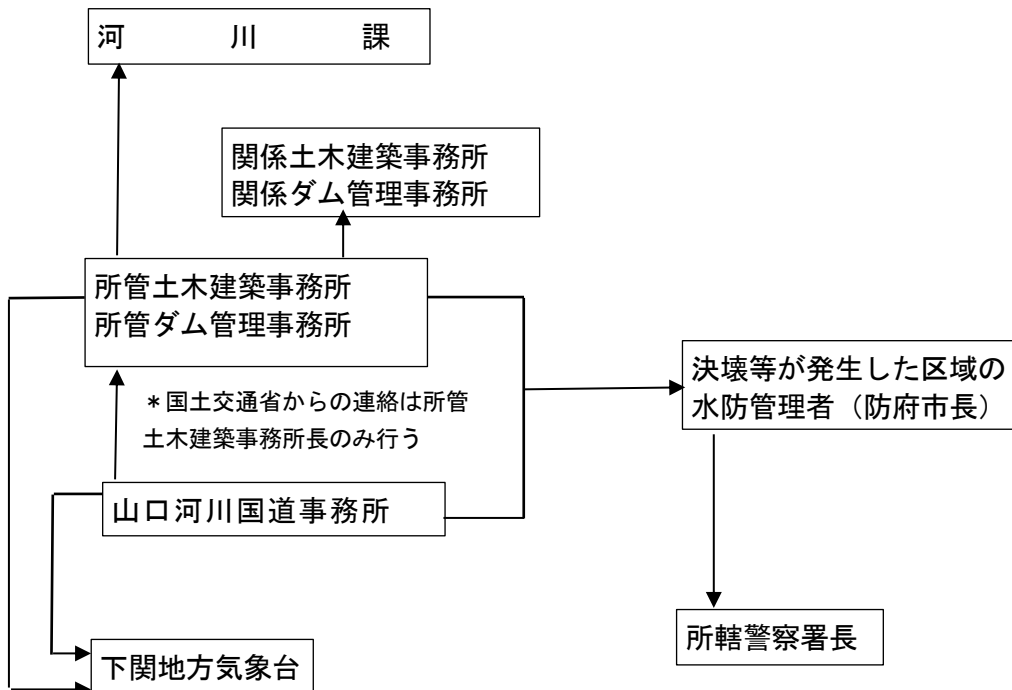 河　川　課
関係土木建築事務所
関係ダム管理事務所
所管土木建築事務所
所管ダム管理事務所
決壊等が発生した区域の
水防管理者（防府市長）
＊国土交通省からの連絡は所管
土木建築事務所長のみ行う
山口河川国道事務所
所轄警察署長
下関地方気象台